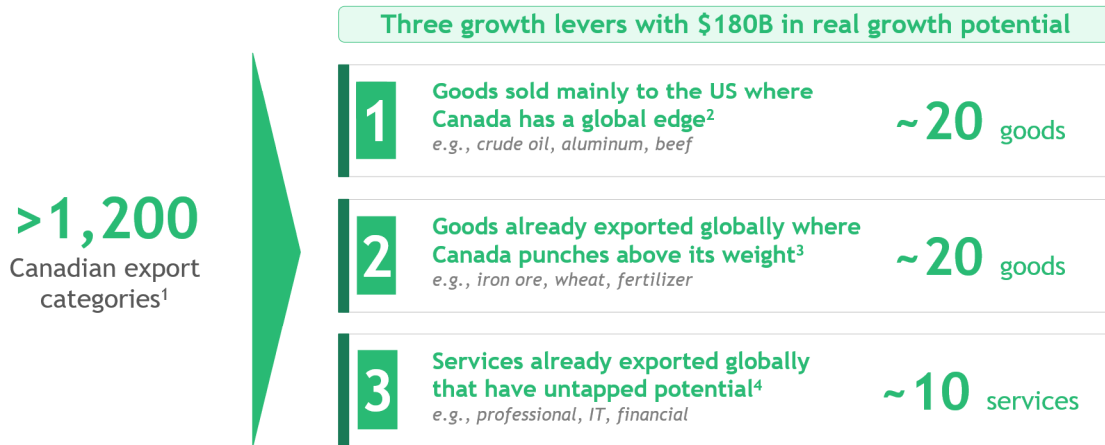 Three growth levers with $180B in real growth potential
>1,200
Canadian export
categories¹
1
Goods sold mainly to the US where
Canada has a global edge²
e.g., crude oil, aluminum, beef
~20 goods
2
Goods already exported globally where
Canada punches above its weight³
e.g., iron ore, wheat, fertilizer
~20 goods
3
Services already exported globally
that have untapped potential⁴
e.g., professional, IT, financial
~10 services